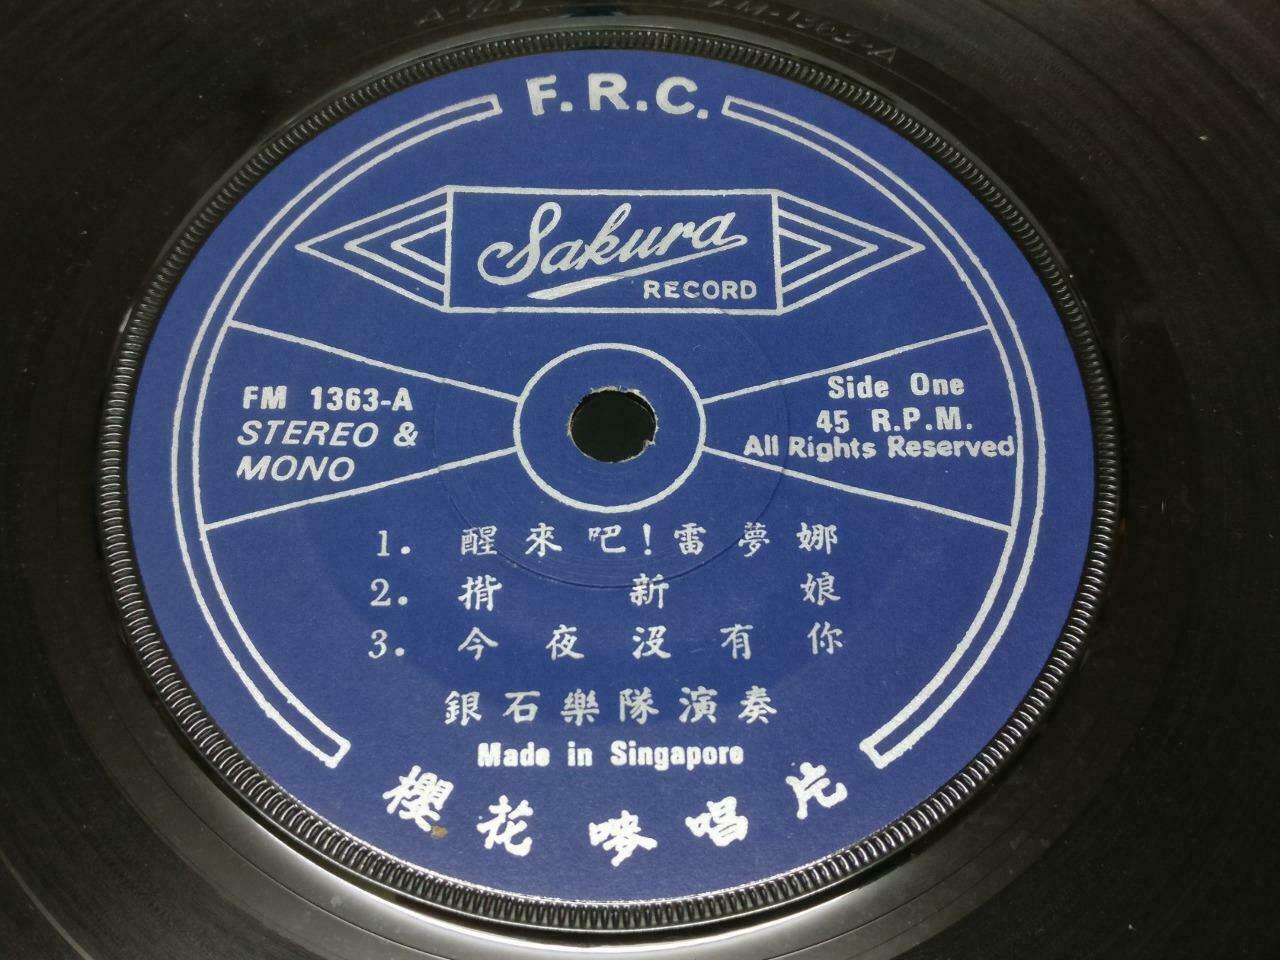 F.R.C.
Sakura
RECORD
FM 1363-A
STEREO &
MONO
Side One
45 R.P.M.
All Rights Reserved
1. 醒來吧!雷夢娜
2. 揹新娘
3. 今夜沒有你
銀石樂隊演奏
Made in Singapore
櫻花唛唱片